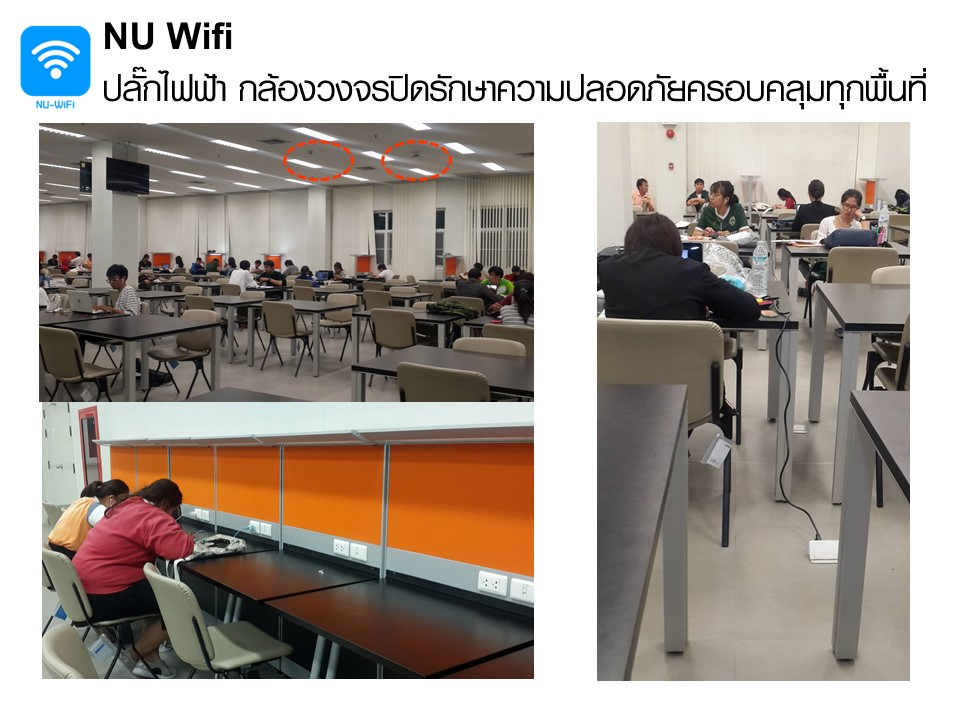 NU Wifi
NU-WiFi
ปลั๊กไฟฟ้า กล้องวงจรปิดรักษาความปลอดภัยครอบคลุมทุกพื้นที่